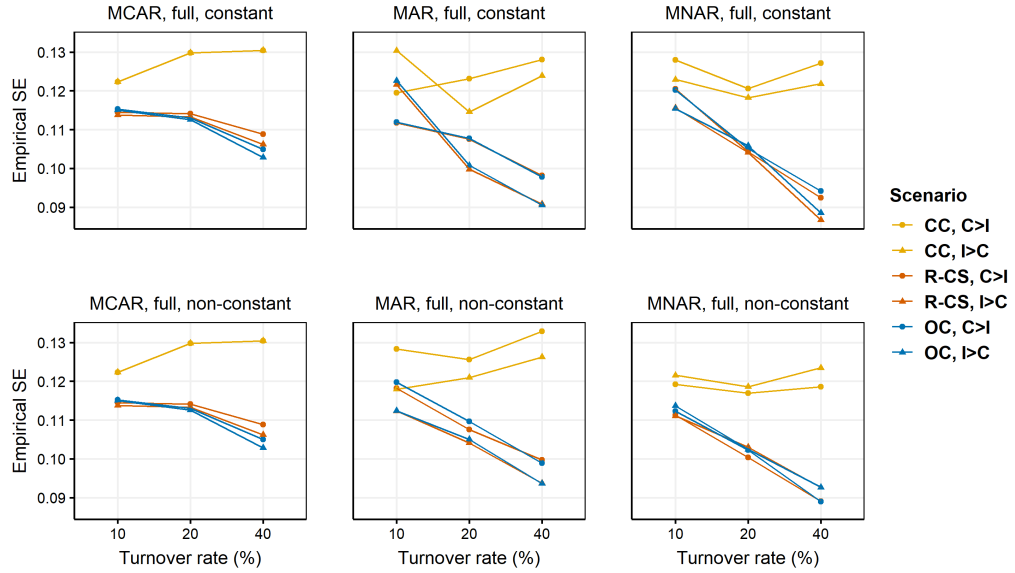 MCAR, full, constant
MAR, full, constant
MNAR, full, constant
Empirical SE
0.13
0.12
0.11
0.10
0.09
MCAR, full, non-constant
MAR, full, non-constant
MNAR, full, non-constant
Empirical SE
0.13
0.12
0.11
0.10
0.09
10
20
40
10
20
40
10
20
40
Turnover rate (%)
Turnover rate (%)
Turnover rate (%)
Scenario
CC, C>I
CC, I>C
R-CS, C>I
R-CS, I>C
OC, C>I
OC, I>C